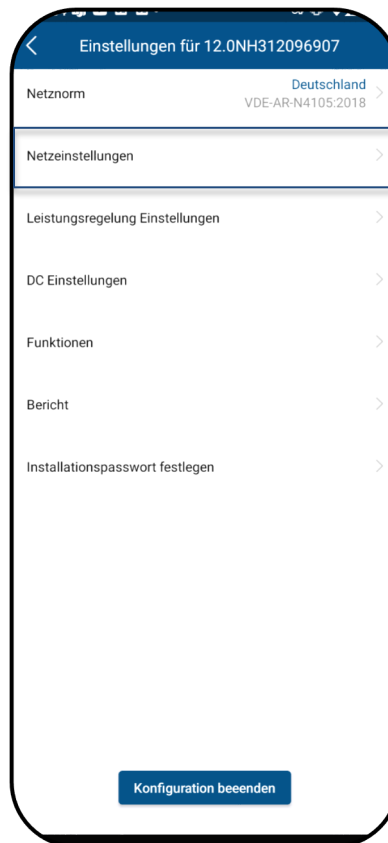 Einstellungen für 12.0NH312096907
Netznorm
Deutschland
VDE-AR-N4105:2018
Netzeinstellungen
Leistungsregelung Einstellungen
DC Einstellungen
Funktionen
Bericht
Installationspasswort festlegen
Konfiguration beeenden